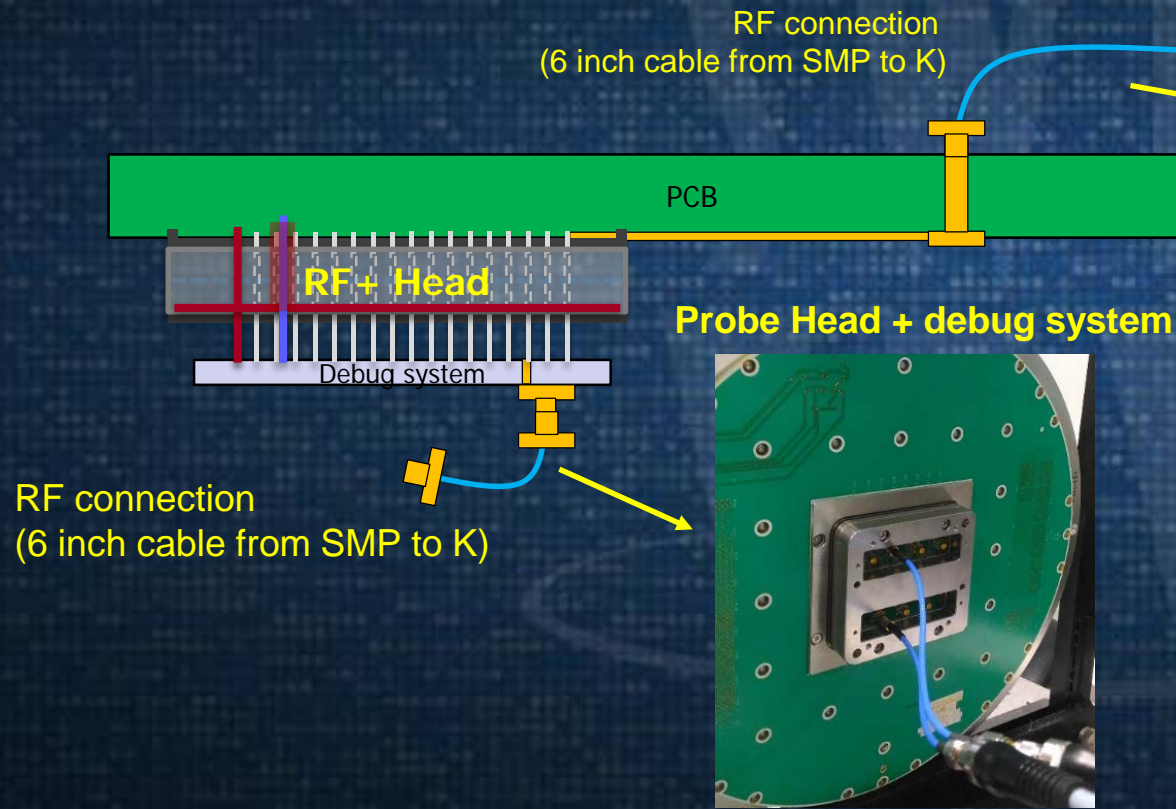 RF connection
(6 inch cable from SMP to K)
PCB
RF+ Head
Probe Head + debug system
Debug system
RF connection
(6 inch cable from SMP to K)